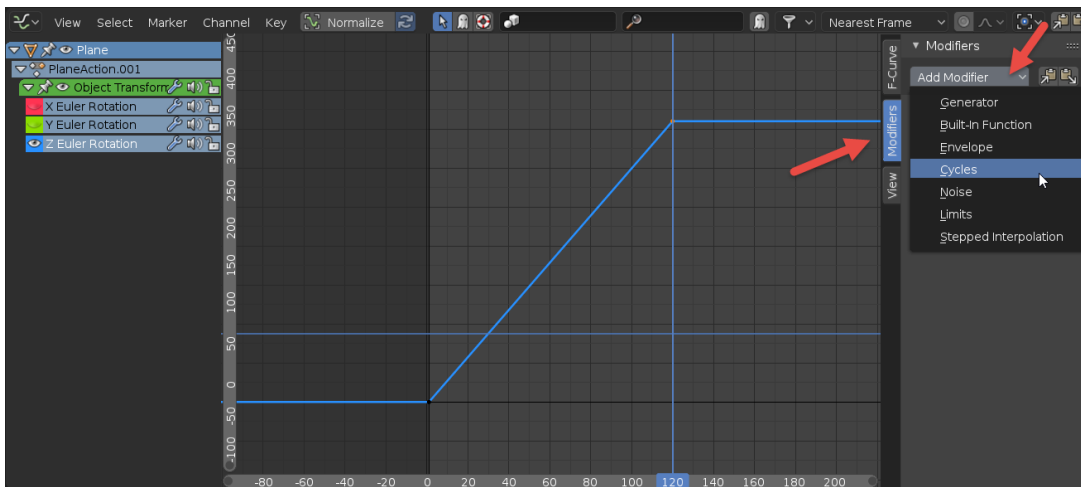 View Select Marker Channel Key Normalize Nearest Frame
Plane
PlaneAction.001
Object Transform
X Euler Rotation
Y Euler Rotation
Z Euler Rotation
450
400
350
300
250
200
150
100
50
0
-50
-100
-80 -60 -40 -20 0 20 40 60 80 100 120 140 160 180 200
F-Curve
Modifiers
View
Modifiers
Add Modifier
Generator
Built-In Function
Envelope
Cycles
Noise
Limits
Stepped Interpolation